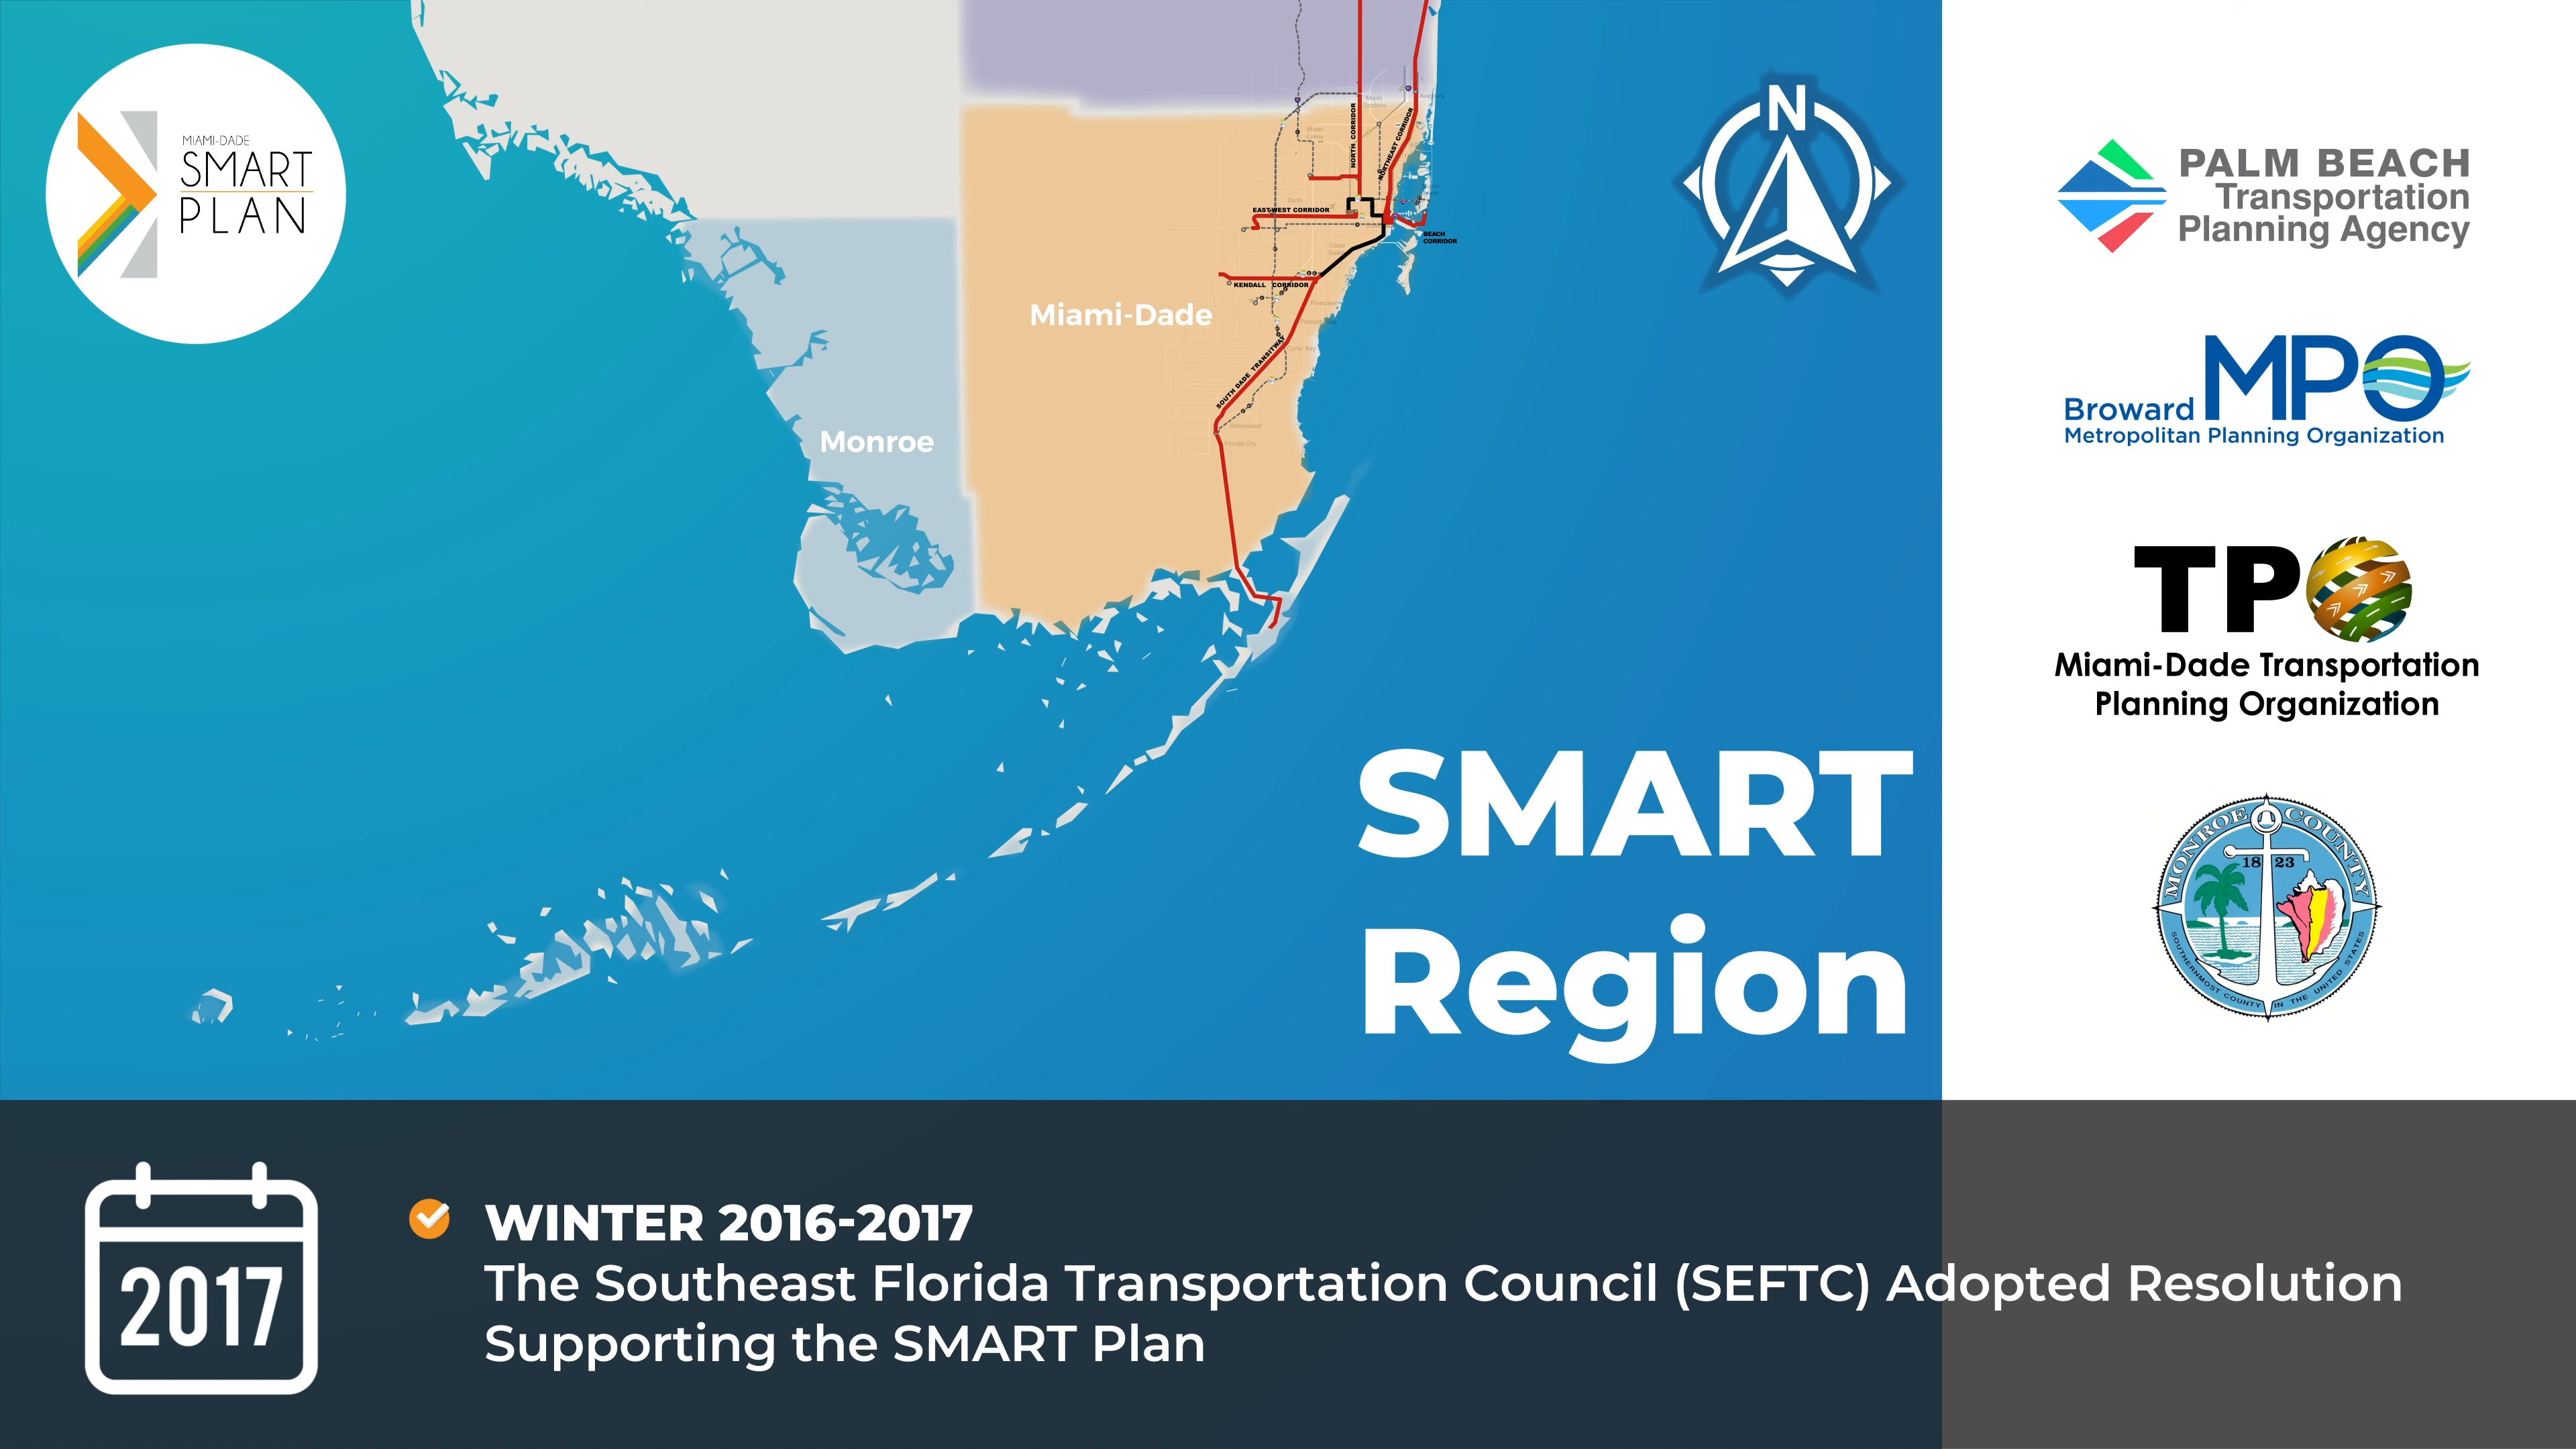 MIAMI-DADE
SMART
PLAN
NORTH CORRIDOR
NORTHEAST CORRIDOR
EAST-WEST CORRIDOR
BEACH
CORRIDOR
KENDALL CORRIDOR
SOUTH DADE TRANSITWAY
Homestead
Florida City
Miami-Dade
Monroe
N
SMART
Region
PALM BEACH
Transportation
Planning Agency
Broward MPO
Metropolitan Planning Organization
TPO
Miami-Dade Transportation
Planning Organization
MONROE COUNTY
18 23
SOUTHERNMOST COUNTY IN THE UNITED STATES
2017
WINTER 2016-2017
The Southeast Florida Transportation Council (SEFTC) Adopted Resolution
Supporting the SMART Plan